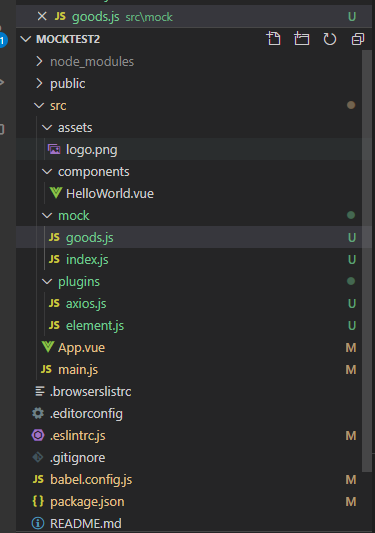 goods.js src\mock U
1
MOCKTEST2
node_modules
public
src
assets
logo.png
components
HelloWorld.vue
mock
JS goods.js U
JS index.js U
plugins
JS axios.js U
JS element.js U
App.vue M
JS main.js M
.browserslistrc
.editorconfig
.eslintrc.js M
.gitignore
babel.config.js M
{ } package.json M
README.md